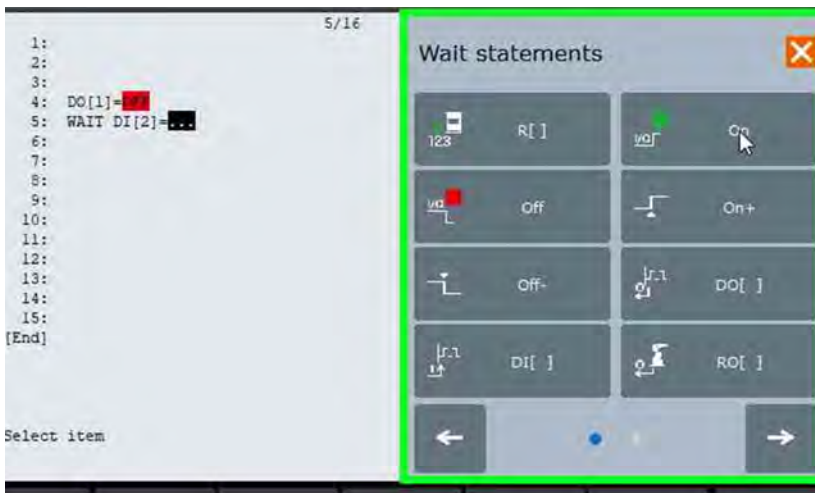 5/16
1:
2:
3:
4: DO[1]=OFF
5: WAIT DI[2]=...
6:
7:
8:
9:
10:
11:
12:
13:
14:
15:
[End]
Select item
Wait statements
123 R[ ]
I/O On
I/O Off
On+
Off-
DO[ ]
DI[ ]
RO[ ]